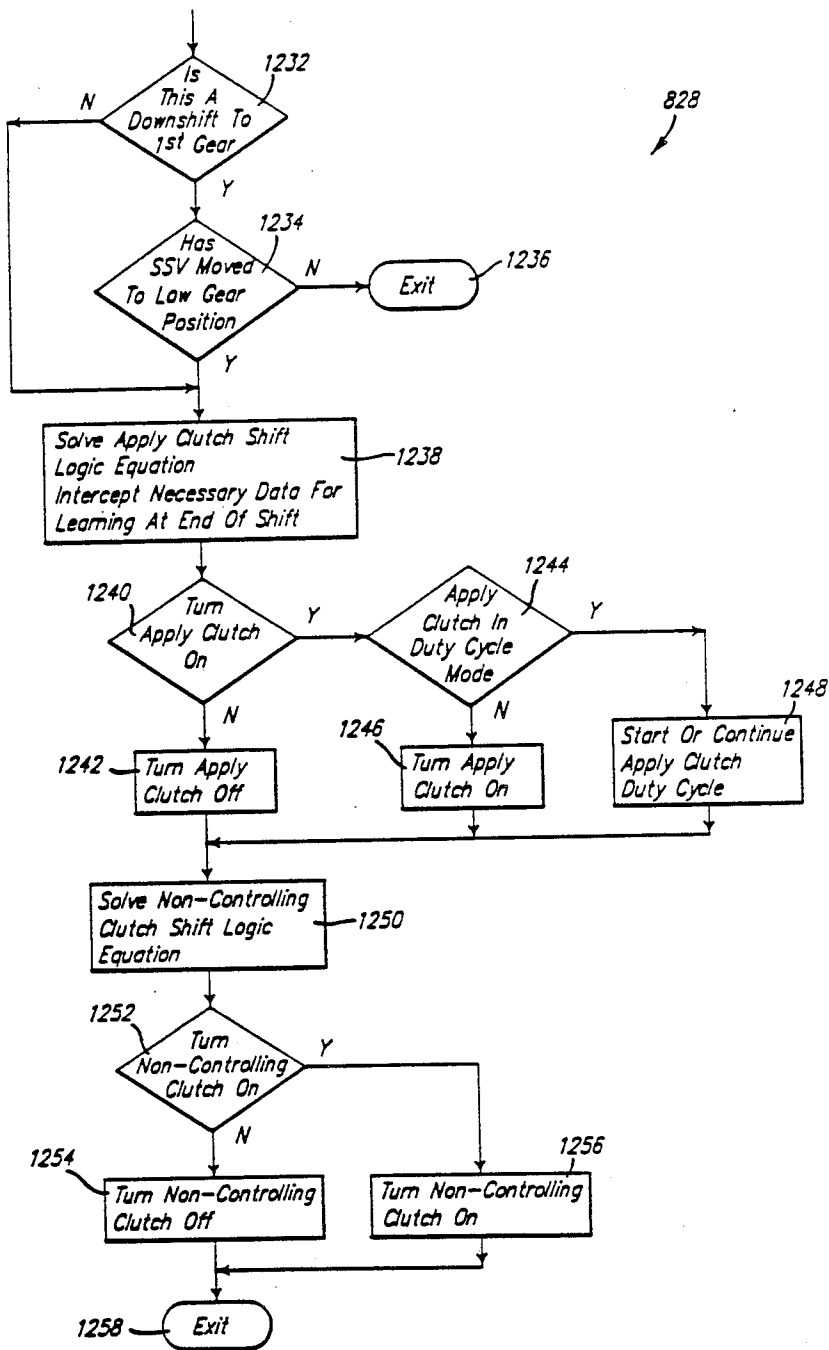 Is
This A
Downshift To
1st Gear
1232
N
Y
828
Has
SSV Moved
To Low Gear
Position
1234
N
Exit
1236
Y
Solve Apply Clutch Shift
Logic Equation
Intercept Necessary Data For
Learning At End Of Shift
1238
1240
Turn
Apply Clutch
On
Y
N
1244
Apply
Clutch In
Duty Cycle
Mode
Y
N
1242
Turn Apply
Clutch Off
1246
Turn Apply
Clutch On
1248
Start Or Continue
Apply Clutch
Duty Cycle
Solve Non-Controlling
Clutch Shift Logic
Equation
1250
1252
Turn
Non-Controlling
Clutch On
Y
N
1254
Turn Non-Controlling
Clutch Off
1256
Turn Non-Controlling
Clutch On
1258
Exit